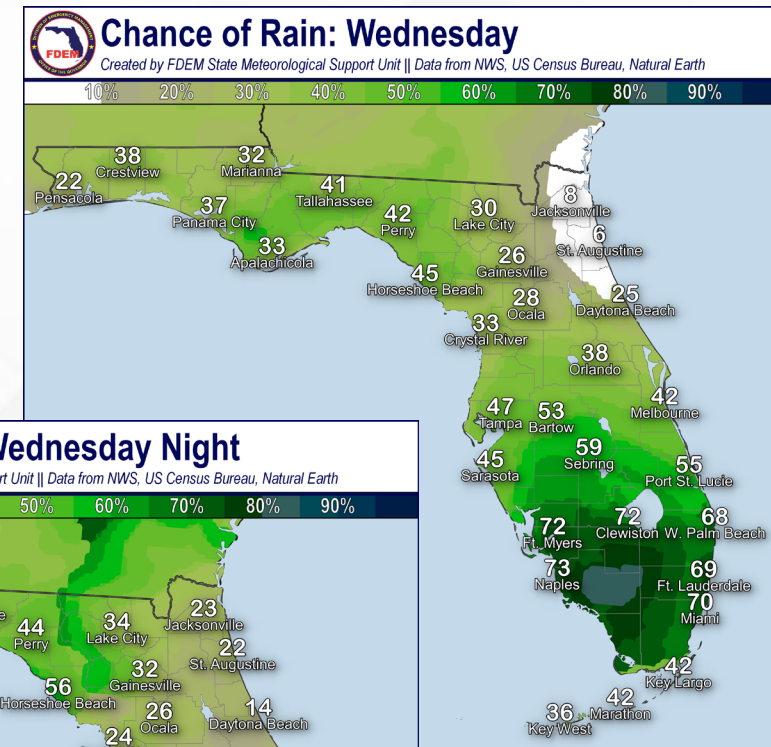 Chance of Rain: Wednesday
Created by FDEM State Meteorological Support Unit || Data from NWS, US Census Bureau, Natural Earth
FDEM
10% 20% 30% 40% 50% 60% 70% 80% 90%
38
Crestview
32
Marianna
22
Pensacola
41
Tallahassee
8
Jacksonville
37
Panama City
42
Perry
30
Lake City
6
St. Augustine
33
Apalachicola
26
Gainesville
45
Horseshoe Beach
28
Ocala
25
Daytona Beach
33
Crystal River
38
Orlando
42
Melbourne
47
Tampa
53
Bartow
45
Sarasota
59
Sebring
55
Port St. Lucie
72
Ft. Myers
72
Clewiston
68
W. Palm Beach
73
Naples
69
Ft. Lauderdale
70
Miami
42
Key Largo
42
Marathon
36
Key West
Wednesday Night
rt Unit || Data from NWS, US Census Bureau, Natural Earth
50% 60% 70% 80% 90%
44
Perry
34
Lake City
23
Jacksonville
22
St. Augustine
32
Gainesville
56
Horseshoe Beach
26
Ocala
14
Daytona Beach
24